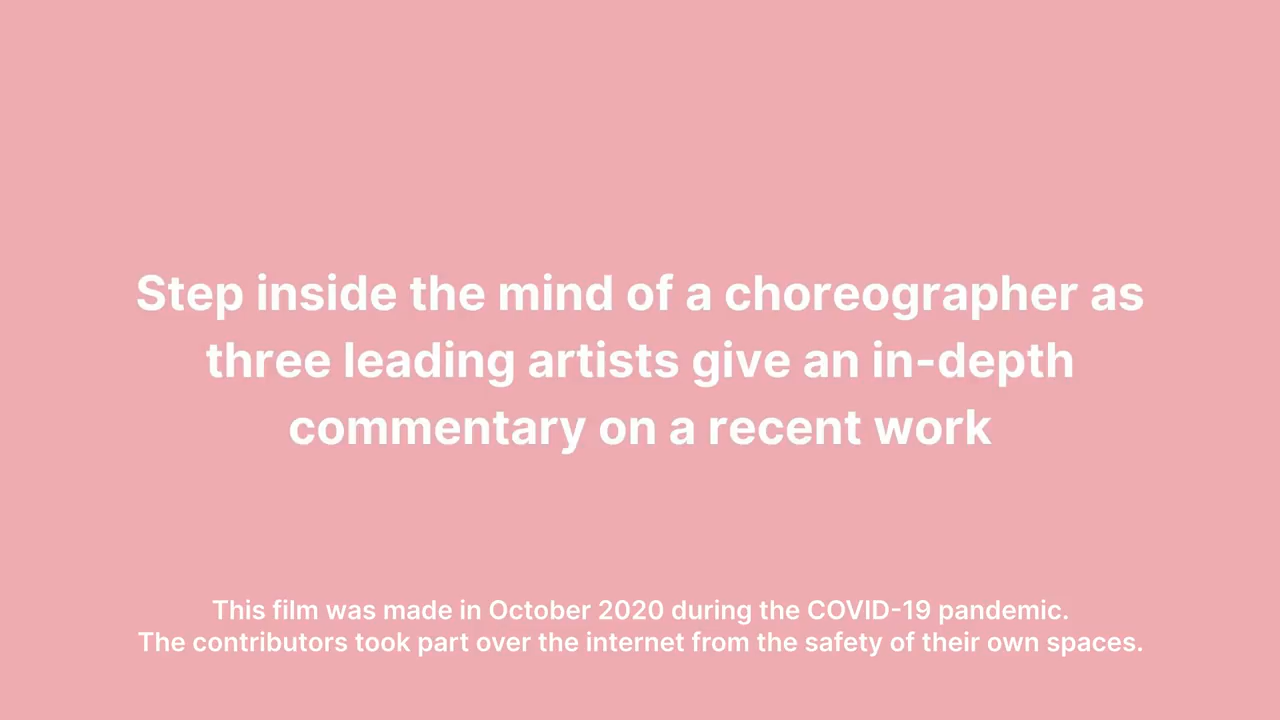 Step inside the mind of a choreographer as
three leading artists give an in-depth
commentary on a recent work
This film was made in October 2020 during the COVID-19 pandemic.
The contributors took part over the internet from the safety of their own spaces.